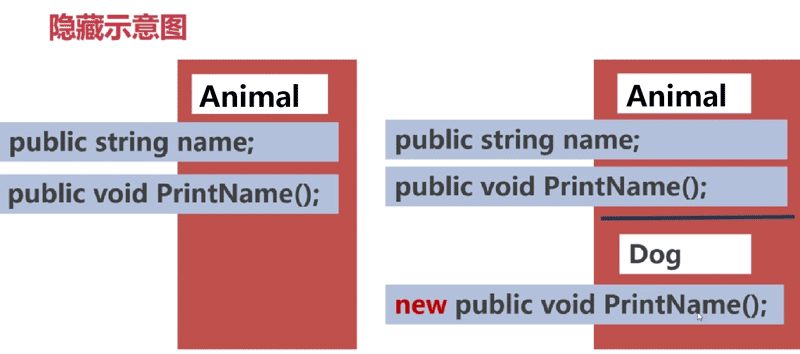 隐藏示意图
Animal
public string name;
public void PrintName();
Animal
public string name;
public void PrintName();
Dog
new public void PrintName();